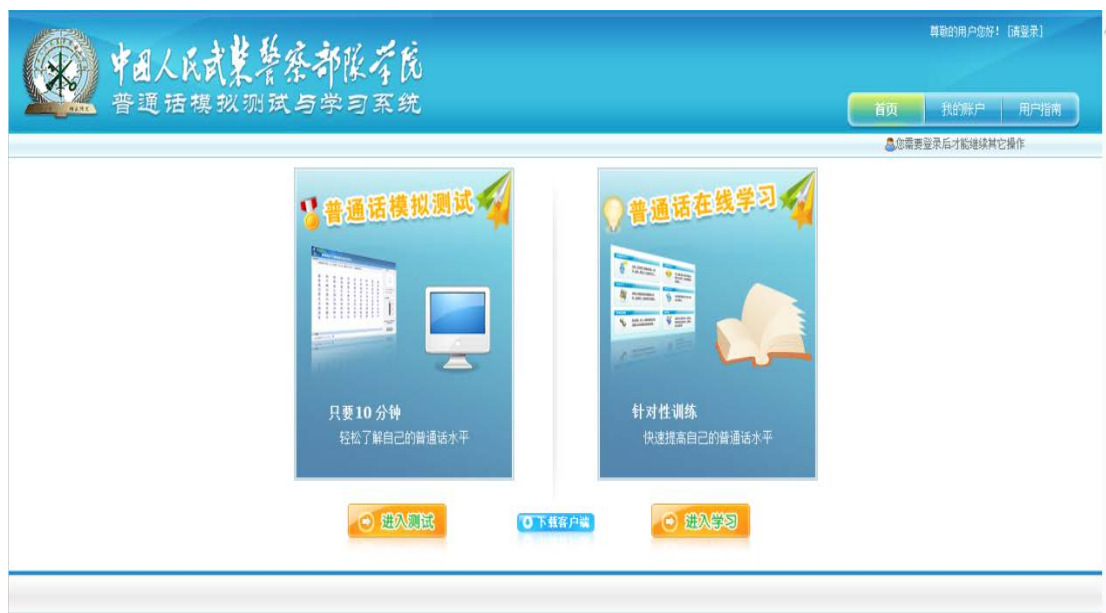 尊敬的用户您好！ [请登录]
中国人民武装警察部队学院
普通话模拟测试与学习系统
首页 我的账户 用户指南
您需要登录后才能继续其它操作
普通话模拟测试
只要10分钟
轻松了解自己的普通话水平
普通话在线学习
针对性训练
快速提高自己的普通话水平
进入测试
下载客户端
进入学习